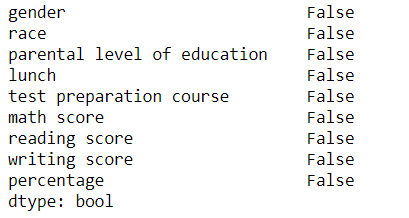 gender                         False
race                           False
parental level of education    False
lunch                          False
test preparation course        False
math score                     False
reading score                  False
writing score                  False
percentage                     False
dtype: bool